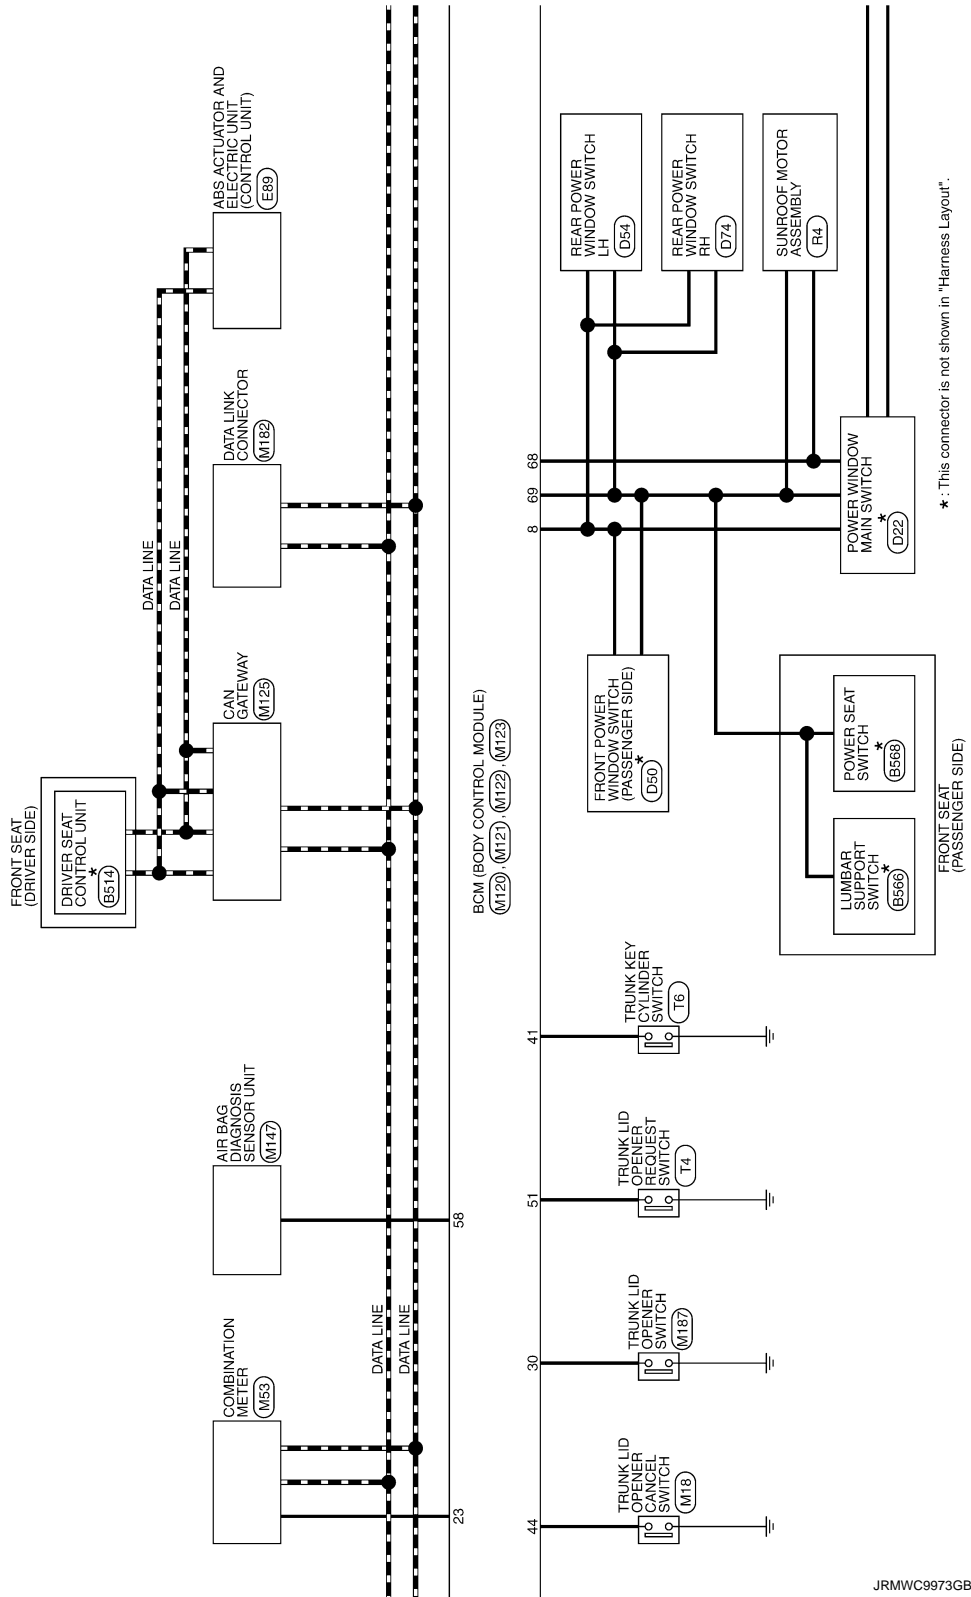 FRONT SEAT
(DRIVER SIDE)
DRIVER SEAT
CONTROL UNIT
*
B514
DATA LINE
DATA LINE
COMBINATION
METER
M53
AIR BAG
DIAGNOSIS
SENSOR UNIT
M147
CAN
GATEWAY
M125
DATA LINK
CONNECTOR
M182
ABS ACTUATOR AND
ELECTRIC UNIT
(CONTROL UNIT)
E89
DATA LINE
DATA LINE
23
58
BCM (BODY CONTROL MODULE)
M120 , M121 , M122 , M123
44
30
51
41
8
69
68
TRUNK LID
OPENER
CANCEL
SWITCH
M18
TRUNK LID
OPENER
SWITCH
M187
TRUNK LID
OPENER
REQUEST
SWITCH
T4
TRUNK KEY
CYLINDER
SWITCH
T6
FRONT POWER
WINDOW SWITCH
(PASSENGER SIDE)
*
D50
REAR POWER
WINDOW SWITCH
LH
D54
REAR POWER
WINDOW SWITCH
RH
D74
SUNROOF MOTOR
ASSEMBLY
R4
LUMBAR
SUPPORT
SWITCH
*
B566
POWER SEAT
SWITCH
*
B568
FRONT SEAT
(PASSENGER SIDE)
POWER WINDOW
MAIN SWITCH
*
D22
* : This connector is not shown in "Harness Layout".
JRMWC9973GB